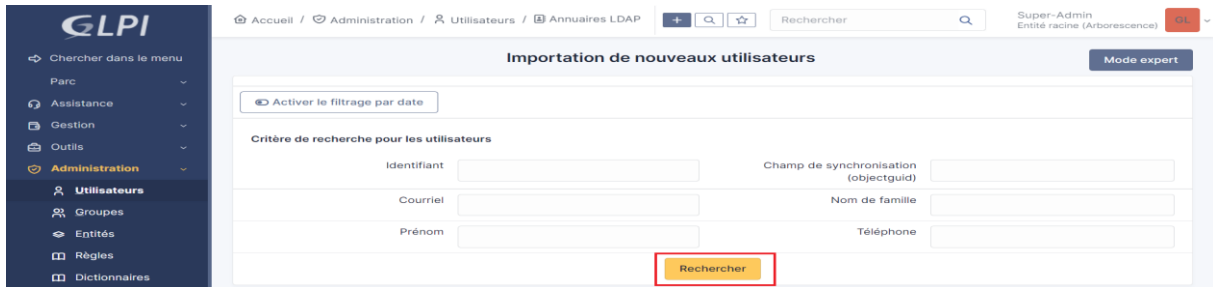 GLPI
Accueil / Administration / Utilisateurs / Annuaires LDAP
Rechercher
Super-Admin
Entité racine (Arborescence)
GL
Chercher dans le menu
Parc
Assistance
Gestion
Outils
Administration
Utilisateurs
Groupes
Entités
Règles
Dictionnaires
Importation de nouveaux utilisateurs
Mode expert
Activer le filtrage par date
Critère de recherche pour les utilisateurs
Identifiant
Champ de synchronisation
(objectguid)
Courriel
Nom de famille
Prénom
Téléphone
Rechercher